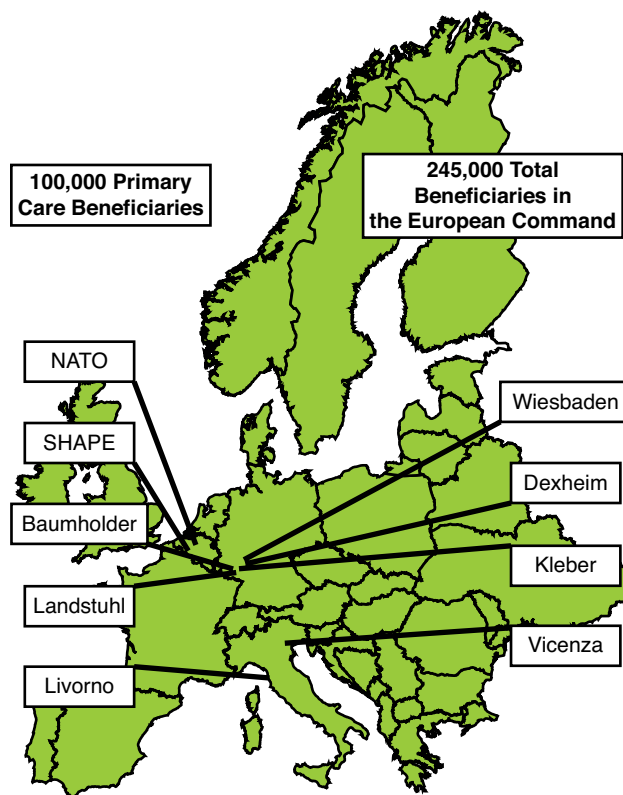 100,000 Primary
Care Beneficiaries
245,000 Total
Beneficiaries in
the European Command
NATO
SHAPE
Baumholder
Landstuhl
Livorno
Wiesbaden
Dexheim
Kleber
Vicenza